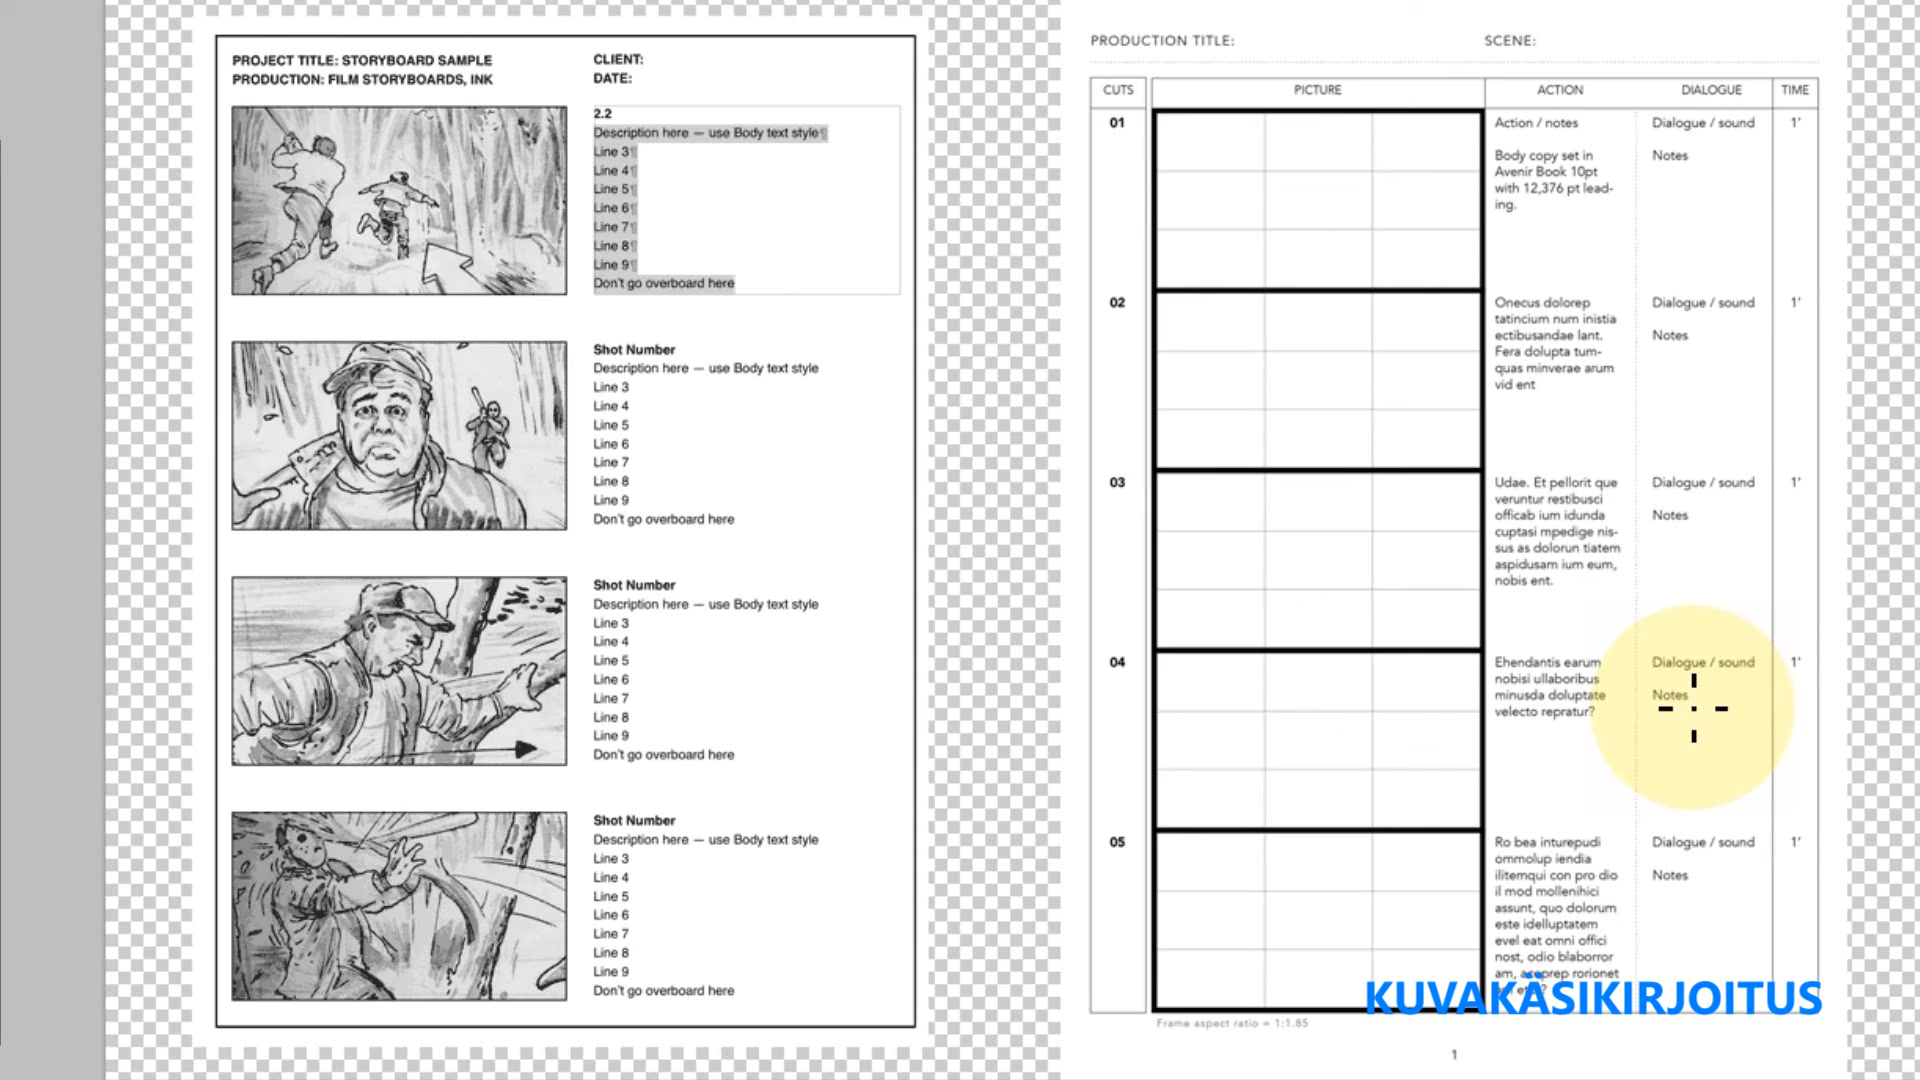 PROJECT TITLE: STORYBOARD SAMPLE
PRODUCTION: FILM STORYBOARDS, INK
CLIENT:
DATE:
2.2
Description here — use Body text style¶
Line 3¶
Line 4¶
Line 5¶
Line 6¶
Line 7¶
Line 8¶
Line 9¶
Don't go overboard here
Shot Number
Description here — use Body text style
Line 3
Line 4
Line 5
Line 6
Line 7
Line 8
Line 9
Don't go overboard here
Shot Number
Description here — use Body text style
Line 3
Line 4
Line 5
Line 6
Line 7
Line 8
Line 9
Don't go overboard here
Shot Number
Description here — use Body text style
Line 3
Line 4
Line 5
Line 6
Line 7
Line 8
Line 9
Don't go overboard here
PRODUCTION TITLE:
SCENE:
CUTS
PICTURE
ACTION
DIALOGUE
TIME
01
Action / notes
Body copy set in
Avenir Book 10pt
with 12,376 pt lead-
ing.
Dialogue / sound
Notes
1'
02
Onecus dolorep
tatincium num inistia
ectibusandae lant.
Fera dolupta tum-
quas minverae arum
vid ent
Dialogue / sound
Notes
1'
03
Udae. Et pellorit que
veruntur restibusci
officab ium idunda
cuptasi mpedige nis-
sus as dolorun tiatem
aspidusam ium eum,
nobis ent.
Dialogue / sound
Notes
1'
04
Ehendantis earum
nobisi ullaboribus
minusda doluptate
velecto repratur?
Dialogue / sound
Notes
1'
05
Ro bea inturepudi
ommolup iendia
ilitemqui con pro dio
il mod mollenihici
assunt, quo dolorum
este idelluptatem
evel eat omni offici
nost, odio blaborror
am, rorionet
Dialogue / sound
Notes
1'
KUVAKÄSIKIRJOITUS
Frame aspect ratio = 1:1.85
1